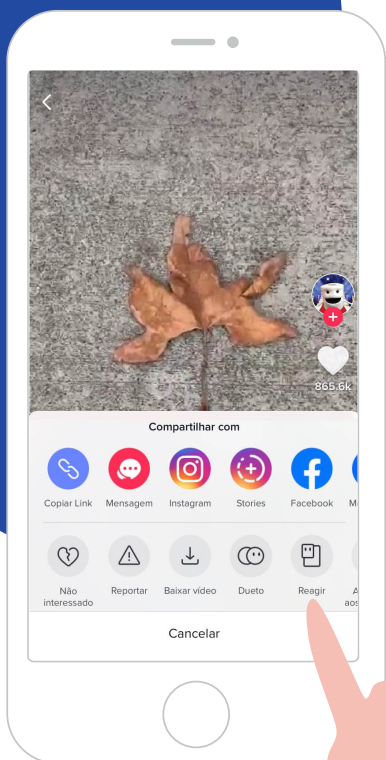 865.6k
Compartilhar com
Copiar Link
Mensagem
Instagram
Stories
Facebook
Não
interessado
Reportar
Baixar vídeo
Dueto
Reagir
Cancelar